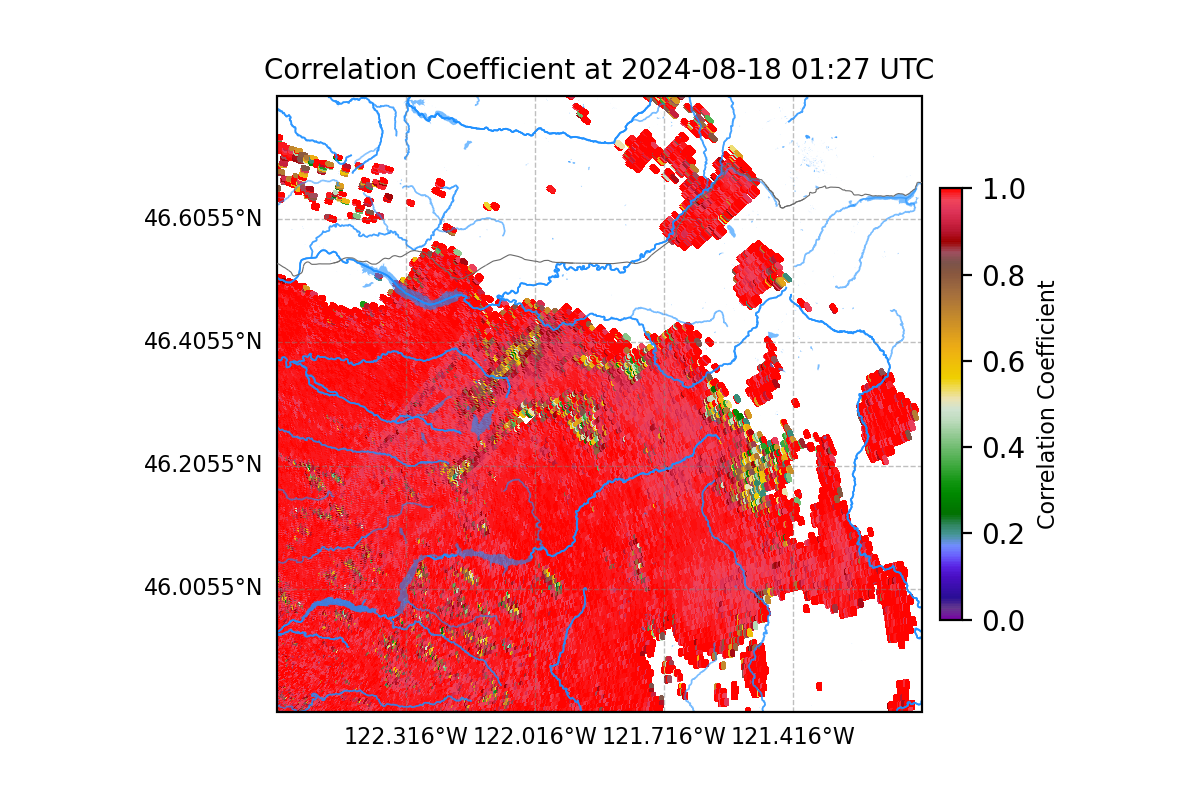 Correlation Coefficient at 2024-08-18 01:27 UTC
46.6055°N
46.4055°N
46.2055°N
46.0055°N
122.316°W 122.016°W 121.716°W 121.416°W
1.0
0.8
0.6
0.4
0.2
0.0
Correlation Coefficient